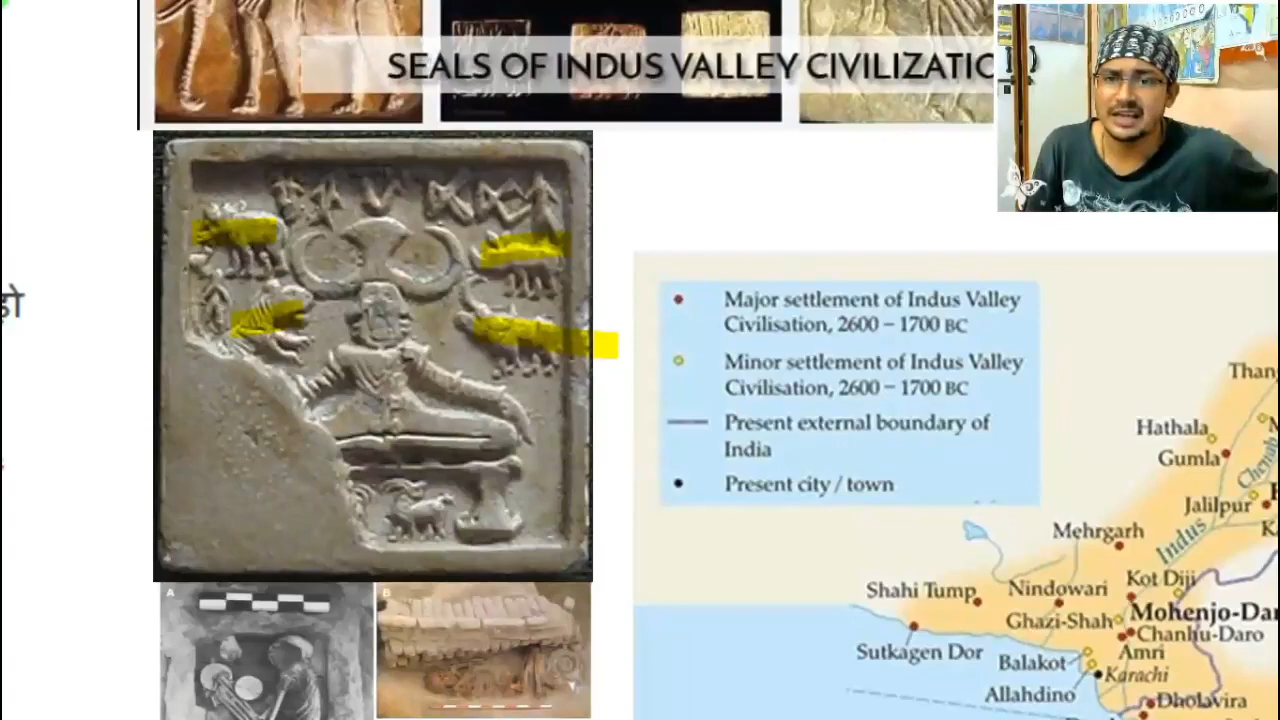 SEALS OF INDUS VALLEY CIVILIZATIO
Major settlement of Indus Valley
Civilisation, 2600 – 1700 BC
Minor settlement of Indus Valley
Civilisation, 2600 – 1700 BC
Present external boundary of
India
Present city / town
Than
Hathala
Gumla
Chenab
Jalilpur
Mehrgarh
Indus
Kot Diji
Shahi Tump
Nindowari
Mohenjo-Dar
Ghazi-Shah
Chanhu-Daro
Sutkagen Dor
Amri
Balakot
Karachi
Allahdino
Dholavira
A
B